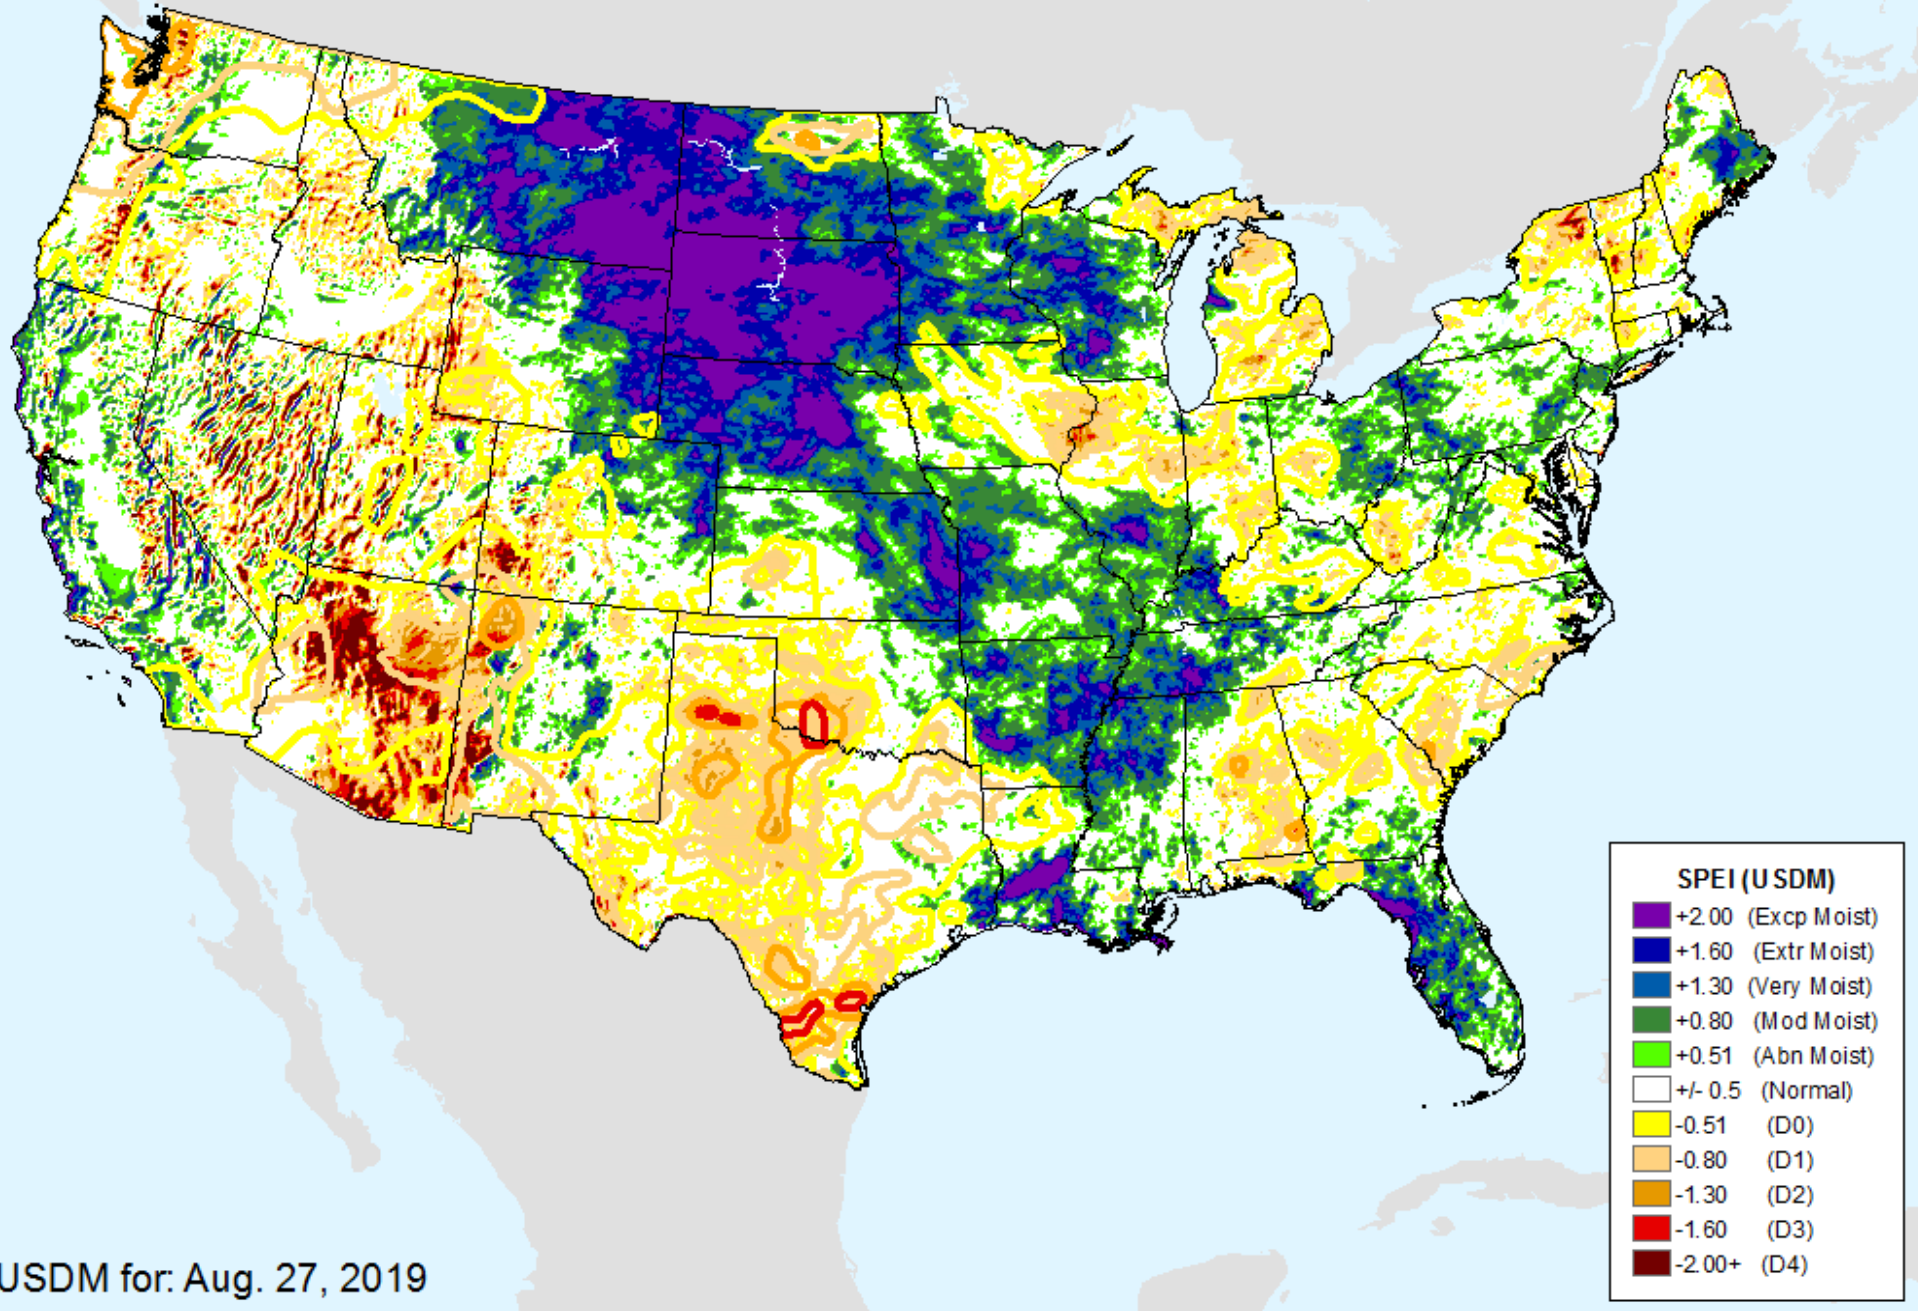 SPEI (USDM)
+2.00 (Excp Moist)
+1.60 (Extr Moist)
+1.30 (Very Moist)
+0.80 (Mod Moist)
+0.51 (Abn Moist)
+/- 0.5 (Normal)
-0.51 (D0)
-0.80 (D1)
-1.30 (D2)
-1.60 (D3)
-2.00+ (D4)
USDM for: Aug. 27, 2019